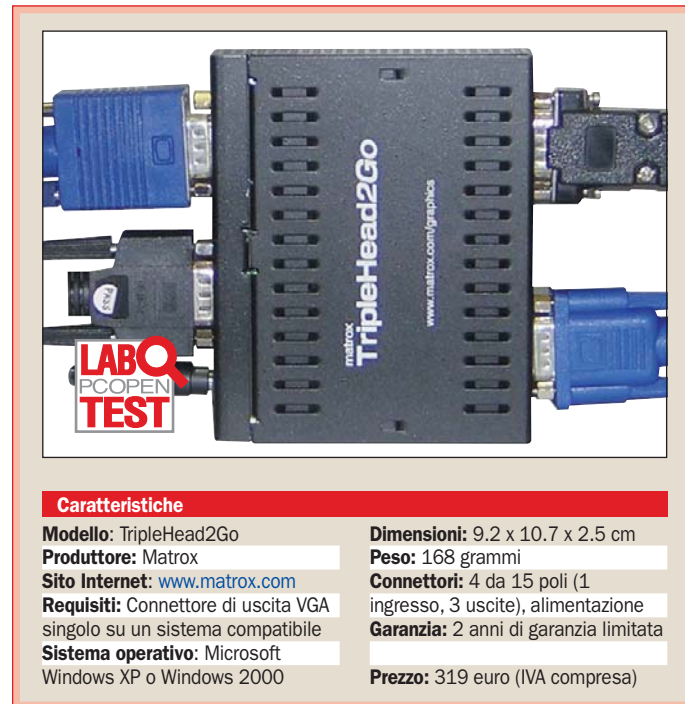 matrox
TripleHead2Go
www.matrox.com/graphics
PASS
LABO
PCOPEN
TEST
Caratteristiche
Modello: TripleHead2Go
Produttore: Matrox
Sito Internet: www.matrox.com
Requisiti: Connettore di uscita VGA
singolo su un sistema compatibile
Sistema operativo: Microsoft
Windows XP o Windows 2000
Dimensioni: 9.2 x 10.7 x 2.5 cm
Peso: 168 grammi
Connettori: 4 da 15 poli (1
ingresso, 3 uscite), alimentazione
Garanzia: 2 anni di garanzia limitata
Prezzo: 319 euro (IVA compresa)